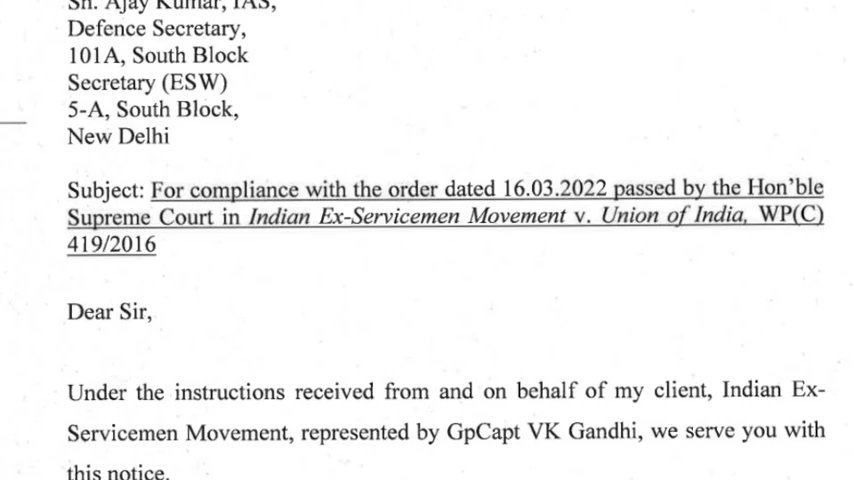 Sh. Ajay Kumar, IAS,
Defence Secretary,
101A, South Block
Secretary (ESW)
5-A, South Block,
New Delhi
Subject: For compliance with the order dated 16.03.2022 passed by the Hon'ble
Supreme Court in Indian Ex-Servicemen Movement v. Union of India, WP(C)
419/2016
Dear Sir,
Under the instructions received from and on behalf of my client, Indian Ex-
Servicemen Movement, represented by GpCapt VK Gandhi, we serve you with
this notice.